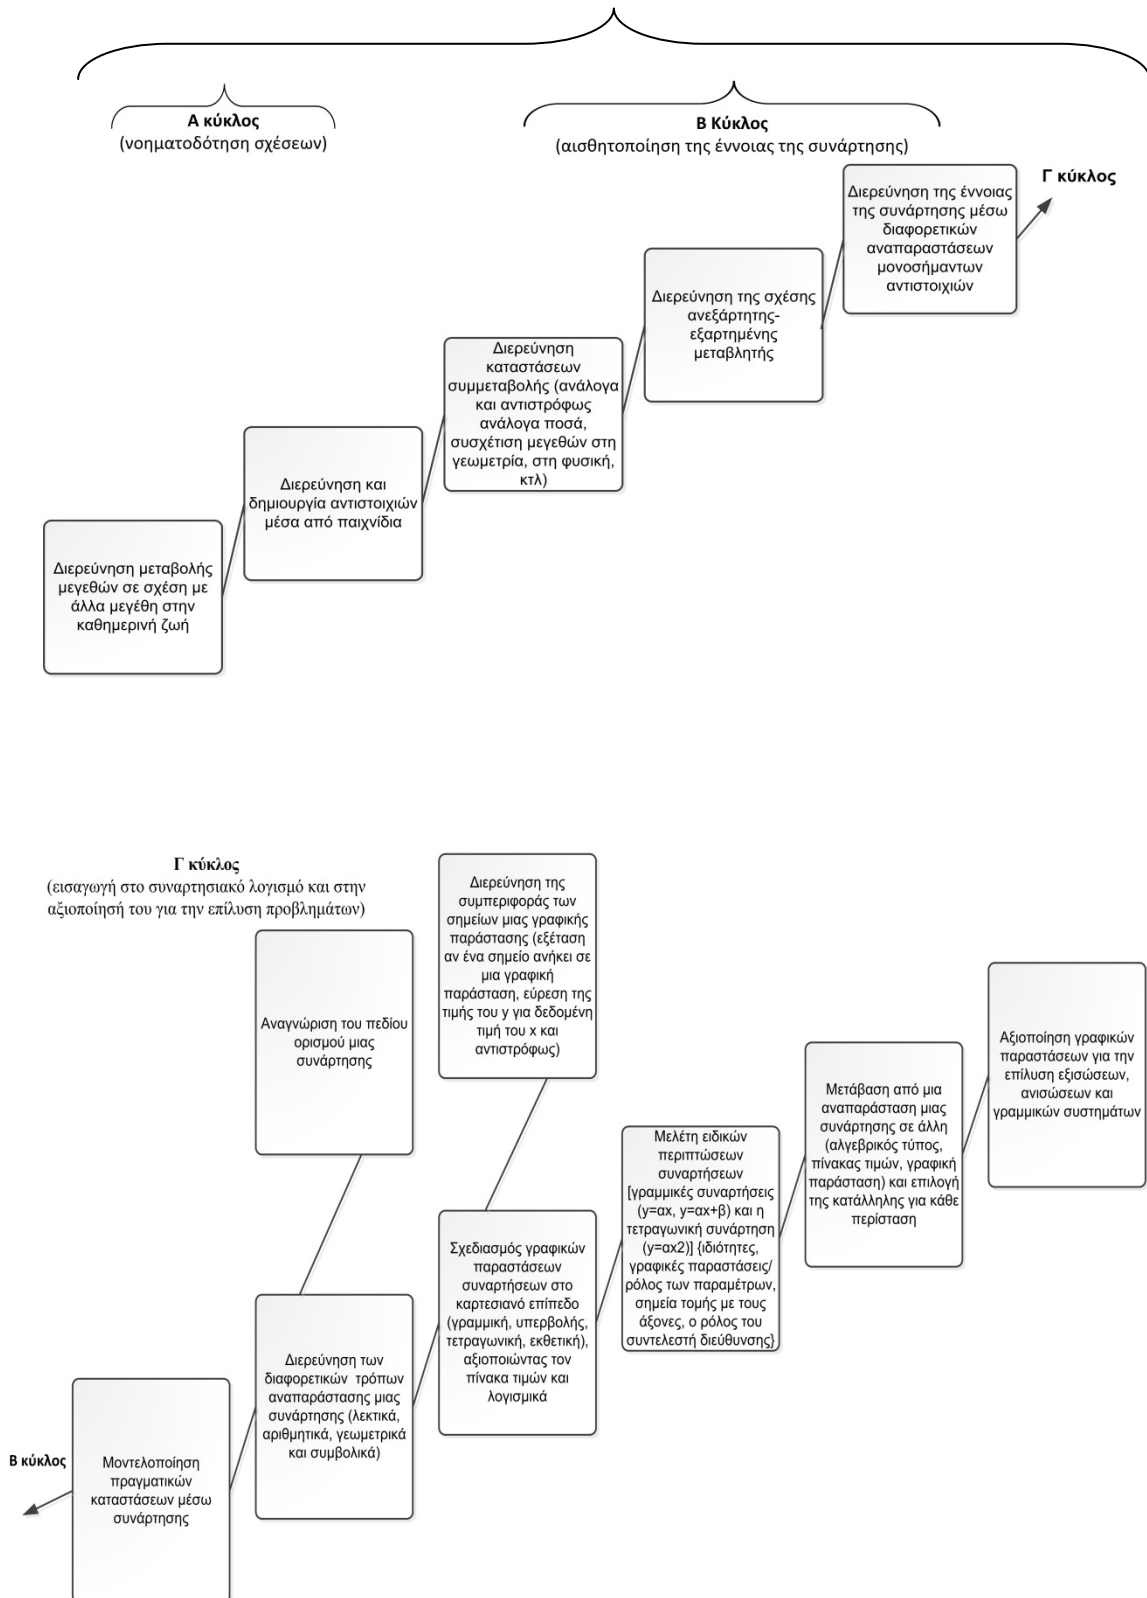 Α κύκλος
(νοηματοδότηση σχέσεων)
Β Κύκλος
(αισθητοποίηση της έννοιας της συνάρτησης)
Γ κύκλος
Διερεύνηση μεταβολής
μεγεθών σε σχέση με
άλλα μεγέθη στην
καθημερινή ζωή
Διερεύνηση και
δημιουργία αντιστοιχιών
μέσα από παιχνίδια
Διερεύνηση
καταστάσεων
συμμεταβολής (ανάλογα
και αντιστρόφως
ανάλογα ποσά,
συσχέτιση μεγεθών στη
γεωμετρία, στη φυσική,
κτλ)
Διερεύνηση της σχέσης
ανεξάρτητης-
εξαρτημένης
μεταβλητής
Διερεύνηση της έννοιας
της συνάρτησης μέσω
διαφορετικών
αναπαραστάσεων
μονοσήμαντων
αντιστοιχιών
Γ κύκλος
(εισαγωγή στο συναρτησιακό λογισμό και στην
αξιοποίησή του για την επίλυση προβλημάτων)
Β κύκλος
Μοντελοποίηση
πραγματικών
καταστάσεων μέσω
συνάρτησης
Αναγνώριση του πεδίου
ορισμού μιας
συνάρτησης
Διερεύνηση των
διαφορετικών τρόπων
αναπαράστασης μιας
συνάρτησης (λεκτικά,
αριθμητικά, γεωμετρικά
και συμβολικά)
Διερεύνηση της
συμπεριφοράς των
σημείων μιας γραφικής
παράστασης (εξέταση
αν ένα σημείο ανήκει σε
μια γραφική
παράσταση, εύρεση της
τιμής του y για δεδομένη
τιμή του x και
αντιστρόφως)
Σχεδιασμός γραφικών
παραστάσεων
συναρτήσεων στο
καρτεσιανό επίπεδο
(γραμμική, υπερβολής,
τετραγωνική, εκθετική),
αξιοποιώντας τον
πίνακα τιμών και
λογισμικά
Μελέτη ειδικών
περιπτώσεων
συναρτήσεων
[γραμμικές συναρτήσεις
(y=αx, y=αx+β) και η
τετραγωνική συνάρτηση
(y=αx2)] {ιδιότητες,
γραφικές παραστάσεις/
ρόλος των παραμέτρων,
σημεία τομής με τους
άξονες, ο ρόλος του
συντελεστή διεύθυνσης}
Μετάβαση από μια
αναπαράσταση μιας
συνάρτησης σε άλλη
(αλγεβρικός τύπος,
πίνακας τιμών, γραφική
παράσταση) και επιλογή
της κατάλληλης για κάθε
περίσταση
Αξιοποίηση γραφικών
παραστάσεων για την
επίλυση εξισώσεων,
ανισώσεων και
γραμμικών συστημάτων